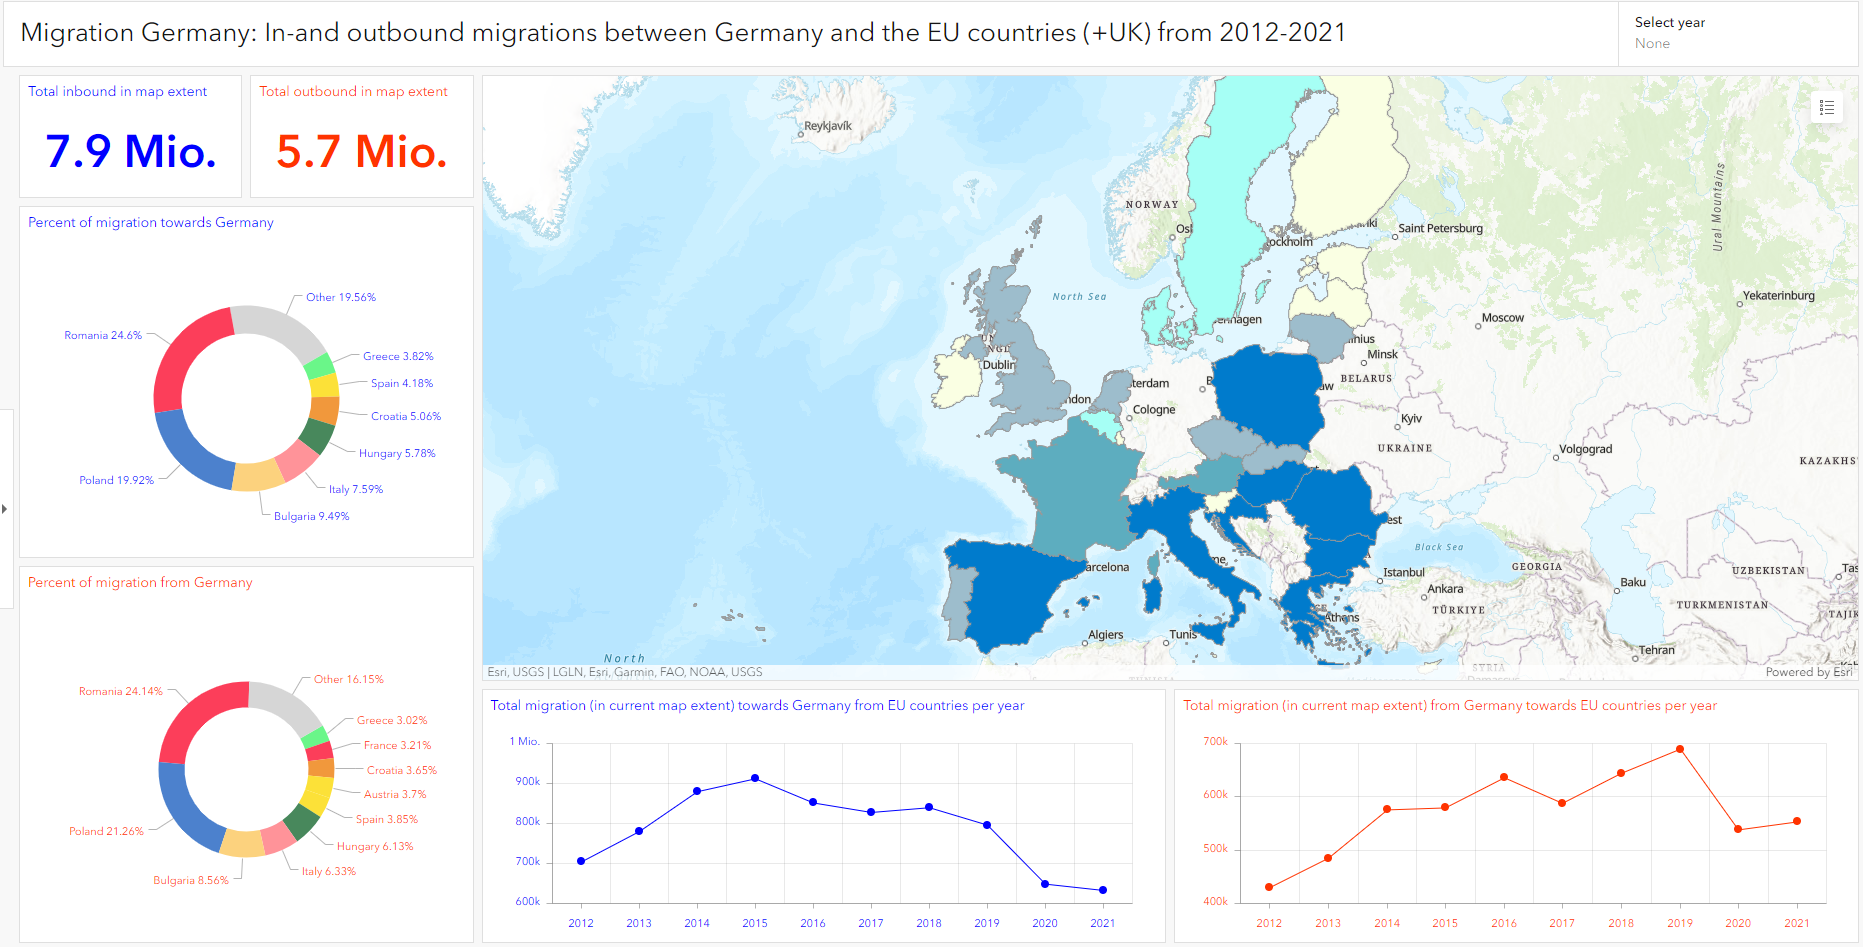 Migration Germany: In-and outbound migrations between Germany and the EU countries (+UK) from 2012-2021
Select year
None
Total inbound in map extent
7.9 Mio.
Total outbound in map extent
5.7 Mio.
Percent of migration towards Germany
Other 19.56%
Romania 24.6%
Greece 3.82%
Spain 4.18%
Croatia 5.06%
Hungary 5.78%
Poland 19.92%
Italy 7.59%
Bulgaria 9.49%
Percent of migration from Germany
Other 16.15%
Romania 24.14%
Greece 3.02%
France 3.21%
Croatia 3.65%
Austria 3.7%
Spain 3.85%
Poland 21.26%
Hungary 6.13%
Italy 6.33%
Bulgaria 8.56%
Reykjavík
NORWAY
Osl
ockholm
ki
Saint Petersburg
Ural Mountains
North Sea
Yekaterinburg
Moscow
enhagen
nius
Minsk
Dublin
terdam
B
aw
BELARUS
ndon
Cologne
Kyiv
UKRAINE
Volgograd
KAZAKHS
est
me
Black Sea
arcelona
Istanbul
GEORGIA
UZBEKISTAN
Tas
Ankara
Baku
TÜRKIYE
TURKMENISTAN
TAJIK
Athens
Algiers
Tunis
Tehran
North
SYRIA
Damascus
Esri, USGS | LGLN, Esri, Garmin, FAO, NOAA, USGS
Powered by Esri
Total migration (in current map extent) towards Germany from EU countries per year
1 Mio.
900k
800k
700k
600k
2012 2013 2014 2015 2016 2017 2018 2019 2020 2021
Total migration (in current map extent) from Germany towards EU countries per year
700k
600k
500k
400k
2012 2013 2014 2015 2016 2017 2018 2019 2020 2021